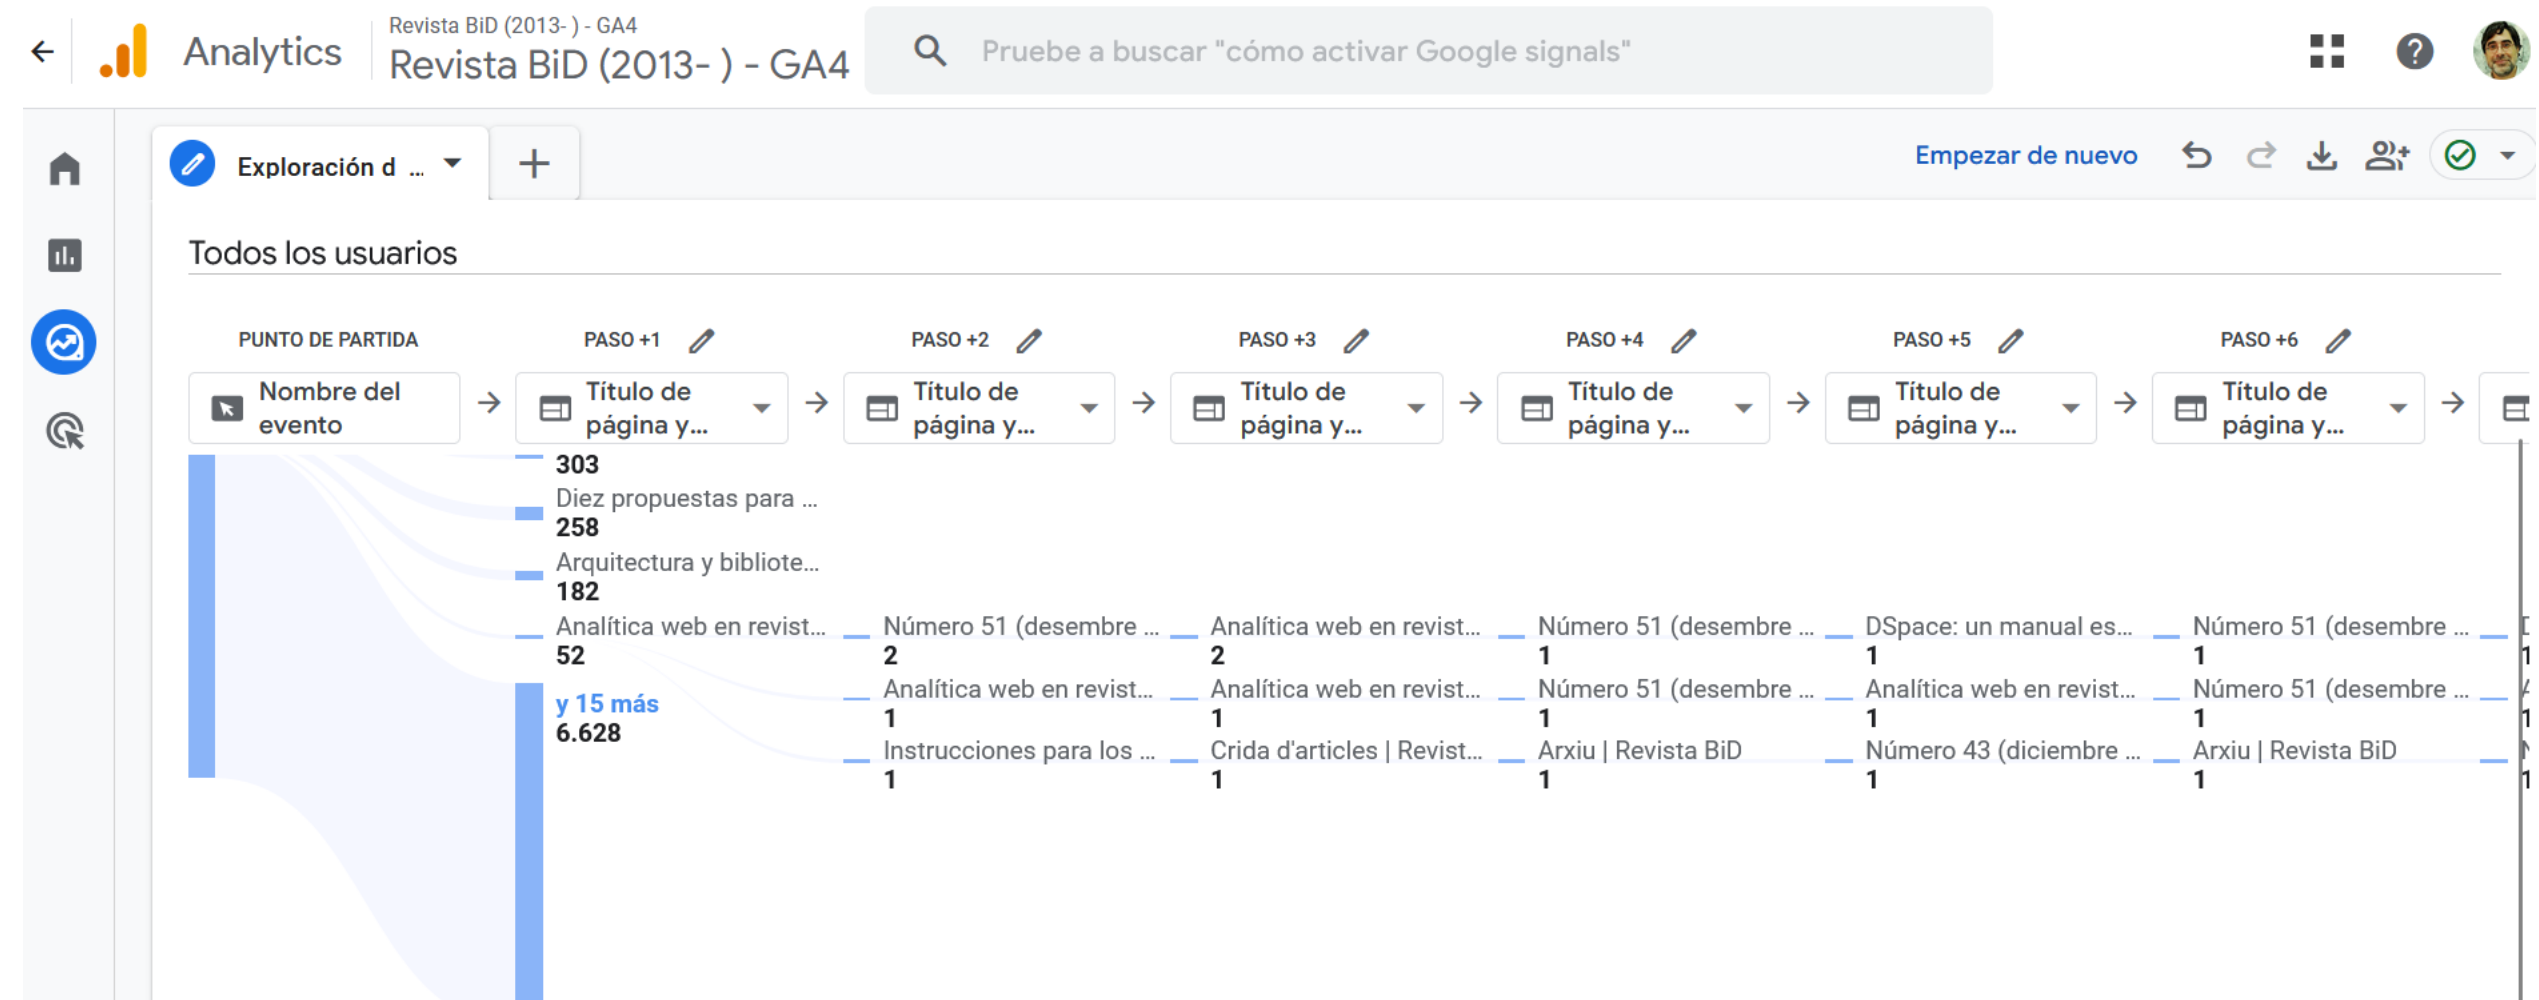 Revista BiD (2013- ) - GA4
Analytics
Revista BiD (2013- ) - GA4
Pruebe a buscar "cómo activar Google signals"
Exploración d ...
Empezar de nuevo
Todos los usuarios
PUNTO DE PARTIDA
PASO +1
PASO +2
PASO +3
PASO +4
PASO +5
PASO +6
Nombre del
evento
Título de
página y...
Título de
página y...
Título de
página y...
Título de
página y...
Título de
página y...
Título de
página y...
303
Diez propuestas para ...
258
Arquitectura y bibliote...
182
Analítica web en revist...
52
Número 51 (desembre ...
2
Analítica web en revist...
2
Número 51 (desembre ...
1
DSpace: un manual es...
1
Número 51 (desembre ...
1
1
y 15 más
6.628
Analítica web en revist...
1
Analítica web en revist...
1
Número 51 (desembre ...
1
Analítica web en revist...
1
Número 51 (desembre ...
1
1
Instrucciones para los ...
1
Crida d'articles | Revist...
1
Arxiu | Revista BiD
1
Número 43 (diciembre ...
1
Arxiu | Revista BiD
1
1